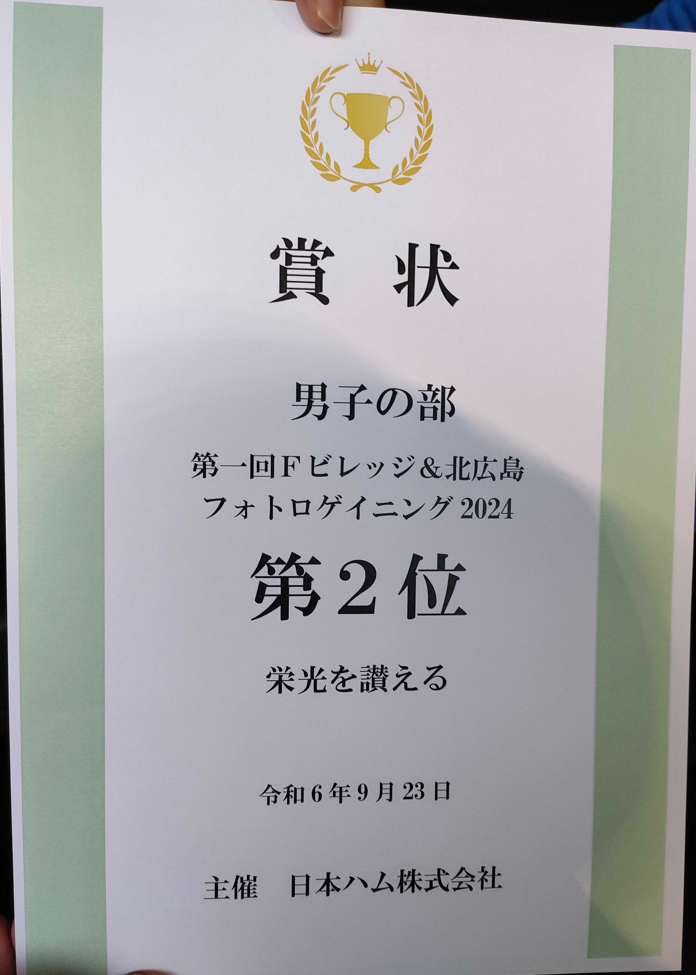 賞 状
男子の部
第一回Fビレッジ&北広島
フォトロゲイニング2024
第2位
栄光を讃える
令和6年9月23日
主催 日本ハム株式会社